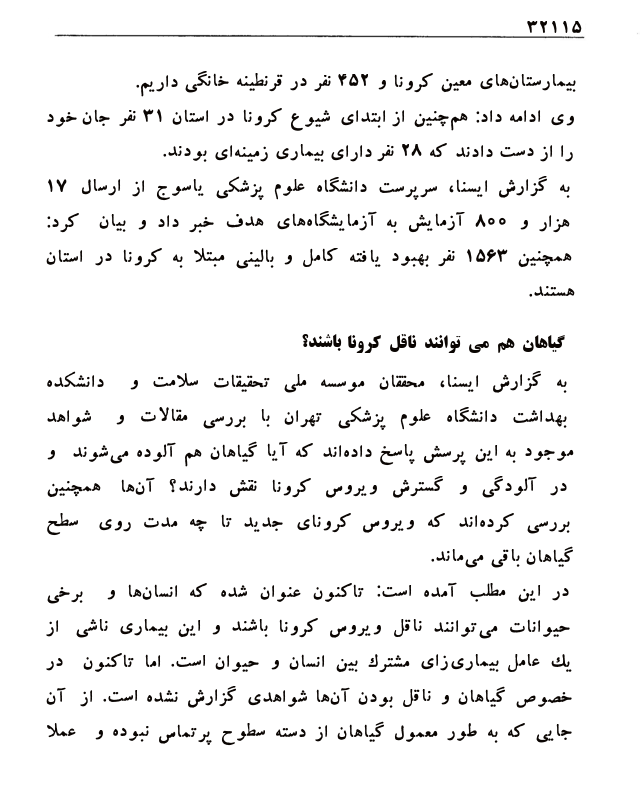 ۳۲۱۱۵
بیمارستان‌های معین کرونا و ۴۵۲ نفر در قرنطینه خانگی داریم.
وی ادامه داد: هم‌چنین از ابتدای شیوع کرونا در استان ۳۱ نفر جان خود
را از دست دادند که ۲۸ نفر دارای بیماری زمینه‌ای بودند.
به گزارش ایسنا، سرپرست دانشگاه علوم پزشکی یاسوج از ارسال ۱۷
هزار و ۸۰۰ آزمایش به آزمایشگاه‌های هدف خبر داد و بیان کرد:
همچنین ۱۵۶۳ نفر بهبود یافته کامل و بالینی مبتلا به کرونا در استان
هستند.
گیاهان هم می توانند ناقل کرونا باشند؟
به گزارش ایسنا، محققان موسسه ملی تحقیقات سلامت و دانشکده
بهداشت دانشگاه علوم پزشکی تهران با بررسی مقالات و شواهد
موجود به این پرسش پاسخ داده‌اند که آیا گیاهان هم آلوده می‌شوند و
در آلودگی و گسترش ویروس کرونا نقش دارند؟ آن‌ها همچنین
بررسی کرده‌اند که ویروس کرونای جدید تا چه مدت روی سطح
گیاهان باقی می‌ماند.
در این مطلب آمده است: تاکنون عنوان شده که انسان‌ها و برخی
حیوانات می‌توانند ناقل ویروس کرونا باشند و این بیماری ناشی از
یك عامل بیماری‌زای مشترك بین انسان و حیوان است. اما تاکنون در
خصوص گیاهان و ناقل بودن آن‌ها شواهدی گزارش نشده است. از آن
جایی که به طور معمول گیاهان از دسته سطوح پرتماس نبوده و عملا